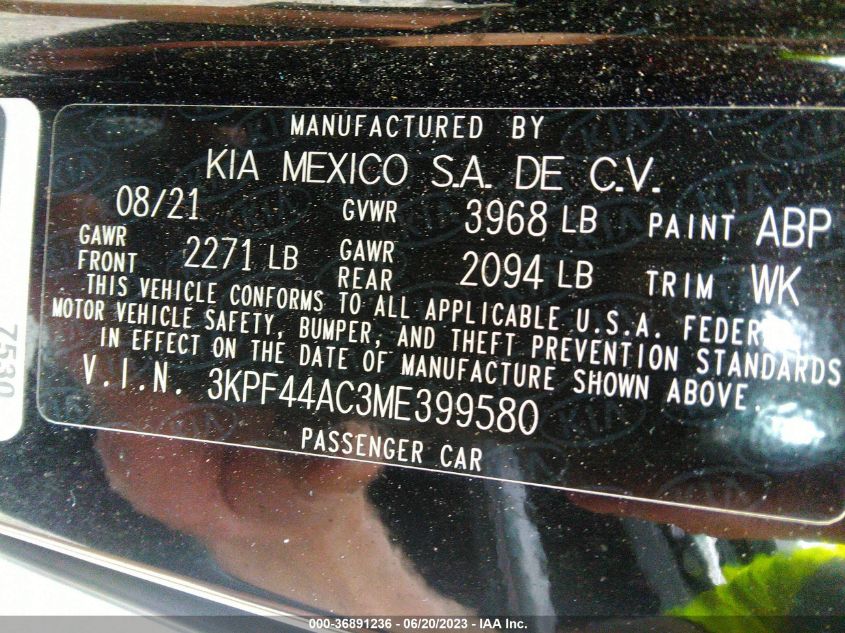 MANUFACTURED BY
KIA MEXICO S.A. DE C.V.
08/21 GVWR 3968 LB PAINT ABP
GAWR FRONT 2271 LB GAWR REAR 2094 LB TRIM WK
THIS VEHICLE CONFORMS TO ALL APPLICABLE U.S.A. FEDERAL
MOTOR VEHICLE SAFETY, BUMPER, AND THEFT PREVENTION STANDARDS
IN EFFECT ON THE DATE OF MANUFACTURE SHOWN ABOVE.
V.I.N. 3KPF44AC3ME399580
PASSENGER CAR
7530
000-36891236 - 06/20/2023 - IAA Inc.